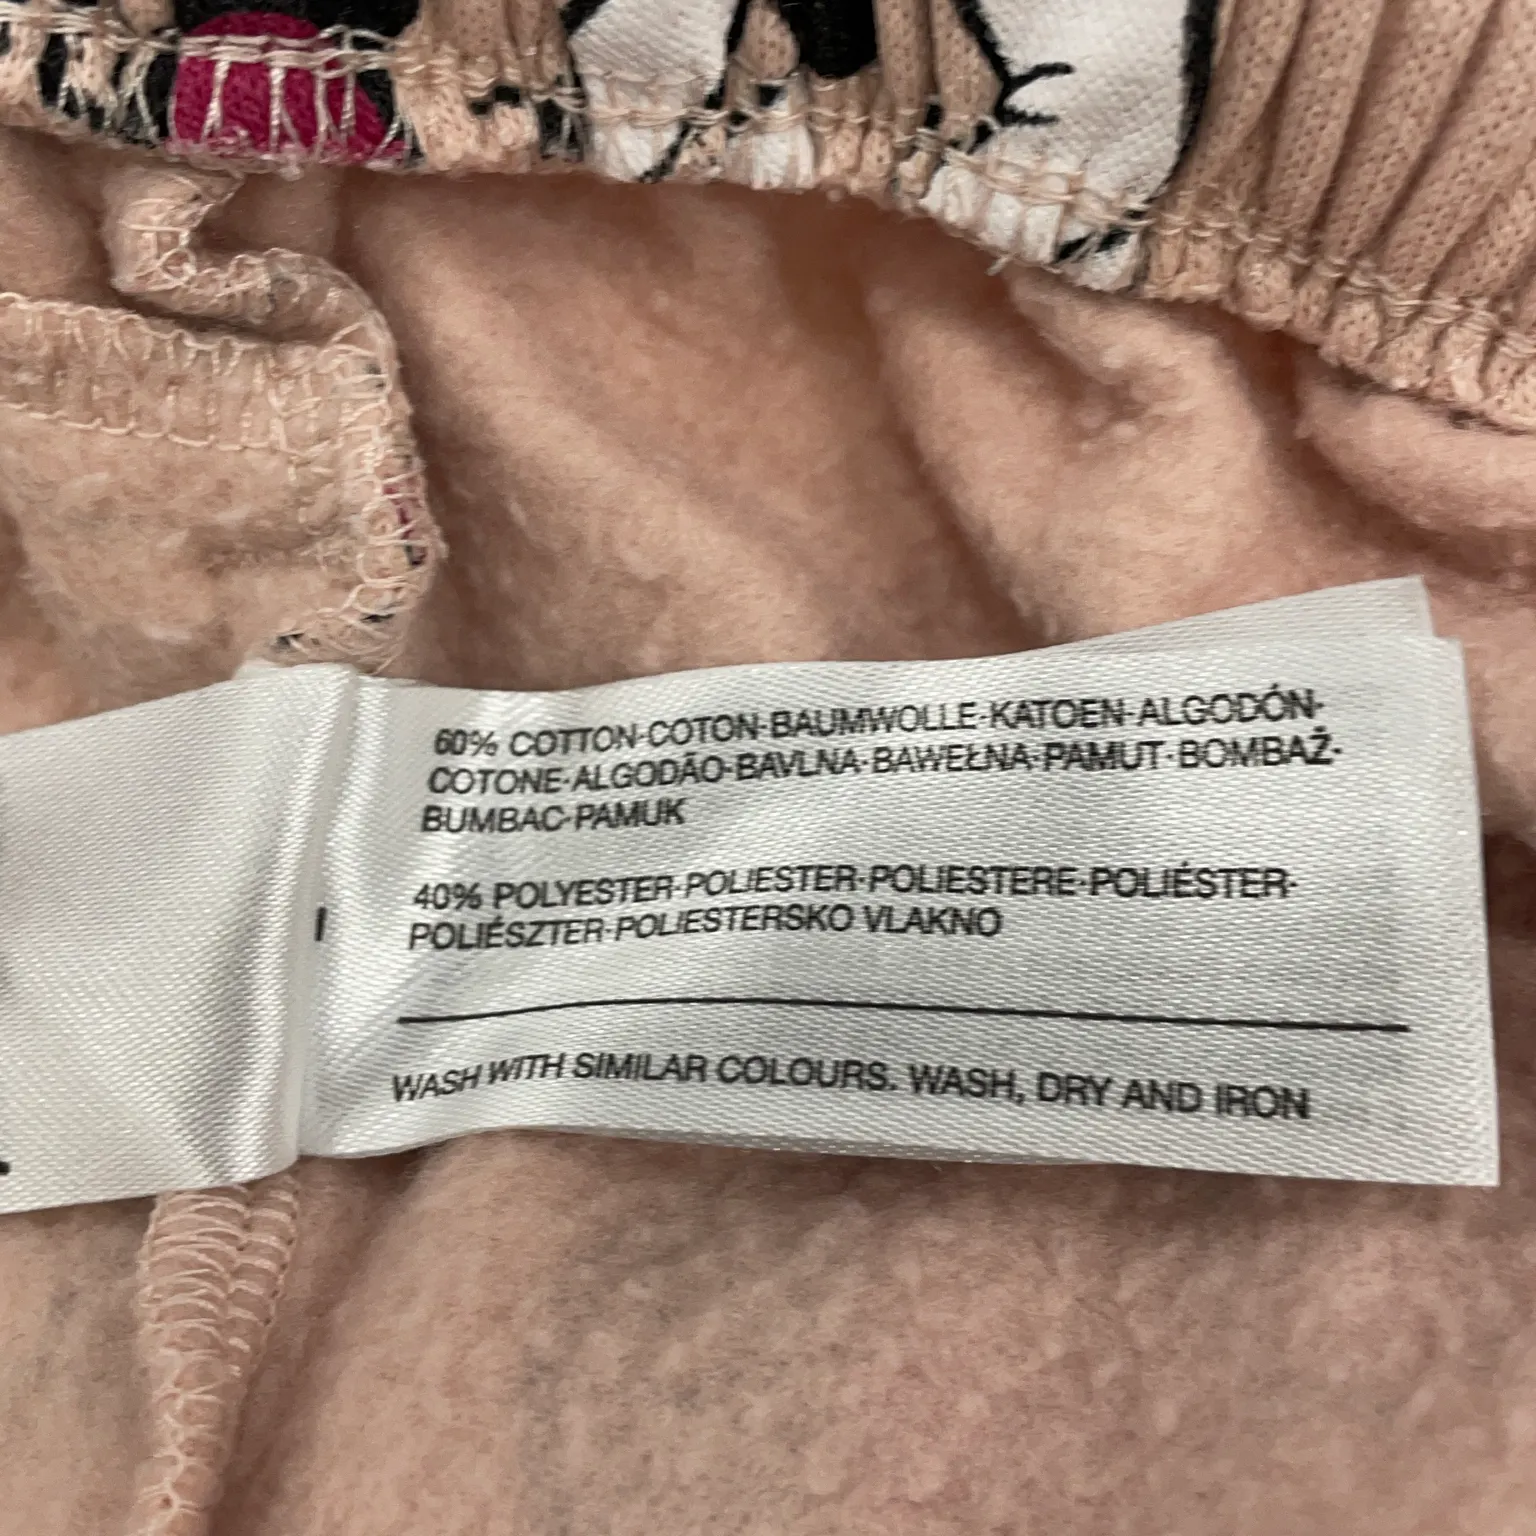 60% COTTON·COTON·BAUMWOLLE·KATOEN·ALGODÓN·
COTONE·ALGODÃO·BAVLNA·BAWEŁNA·PAMUT·BOMBAŽ·
BUMBAC·PAMUK
40% POLYESTER·POLIESTER·POLIESTERE·POLIÉSTER·
POLIÉSZTER·POLIESTERSKO VLAKNO
WASH WITH SIMILAR COLOURS. WASH, DRY AND IRON